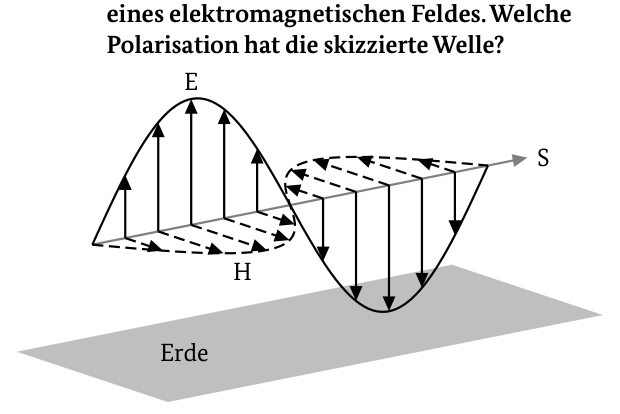 eines elektromagnetischen Feldes. Welche
Polarisation hat die skizzierte Welle?
E
S
H
Erde